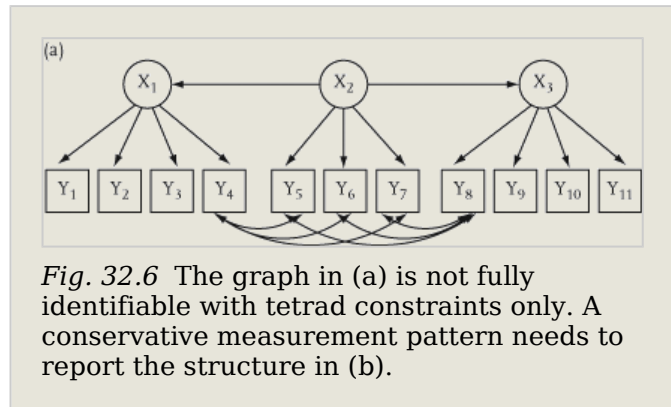 (a)
X1 X2 X3
Y1 Y2 Y3 Y4 Y5 Y6 Y7 Y8 Y9 Y10 Y11
Fig. 32.6 The graph in (a) is not fully
identifiable with tetrad constraints only. A
conservative measurement pattern needs to
report the structure in (b).